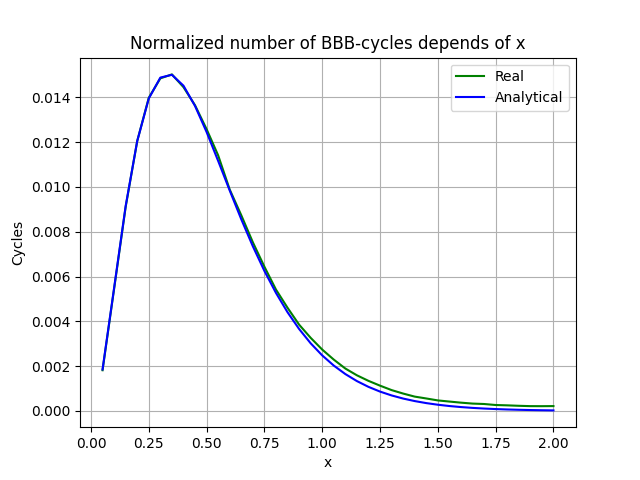 Normalized number of BBB-cycles depends of x
Real
Analytical
Cycles
0.014
0.012
0.010
0.008
0.006
0.004
0.002
0.000
0.00 0.25 0.50 0.75 1.00 1.25 1.50 1.75 2.00
x